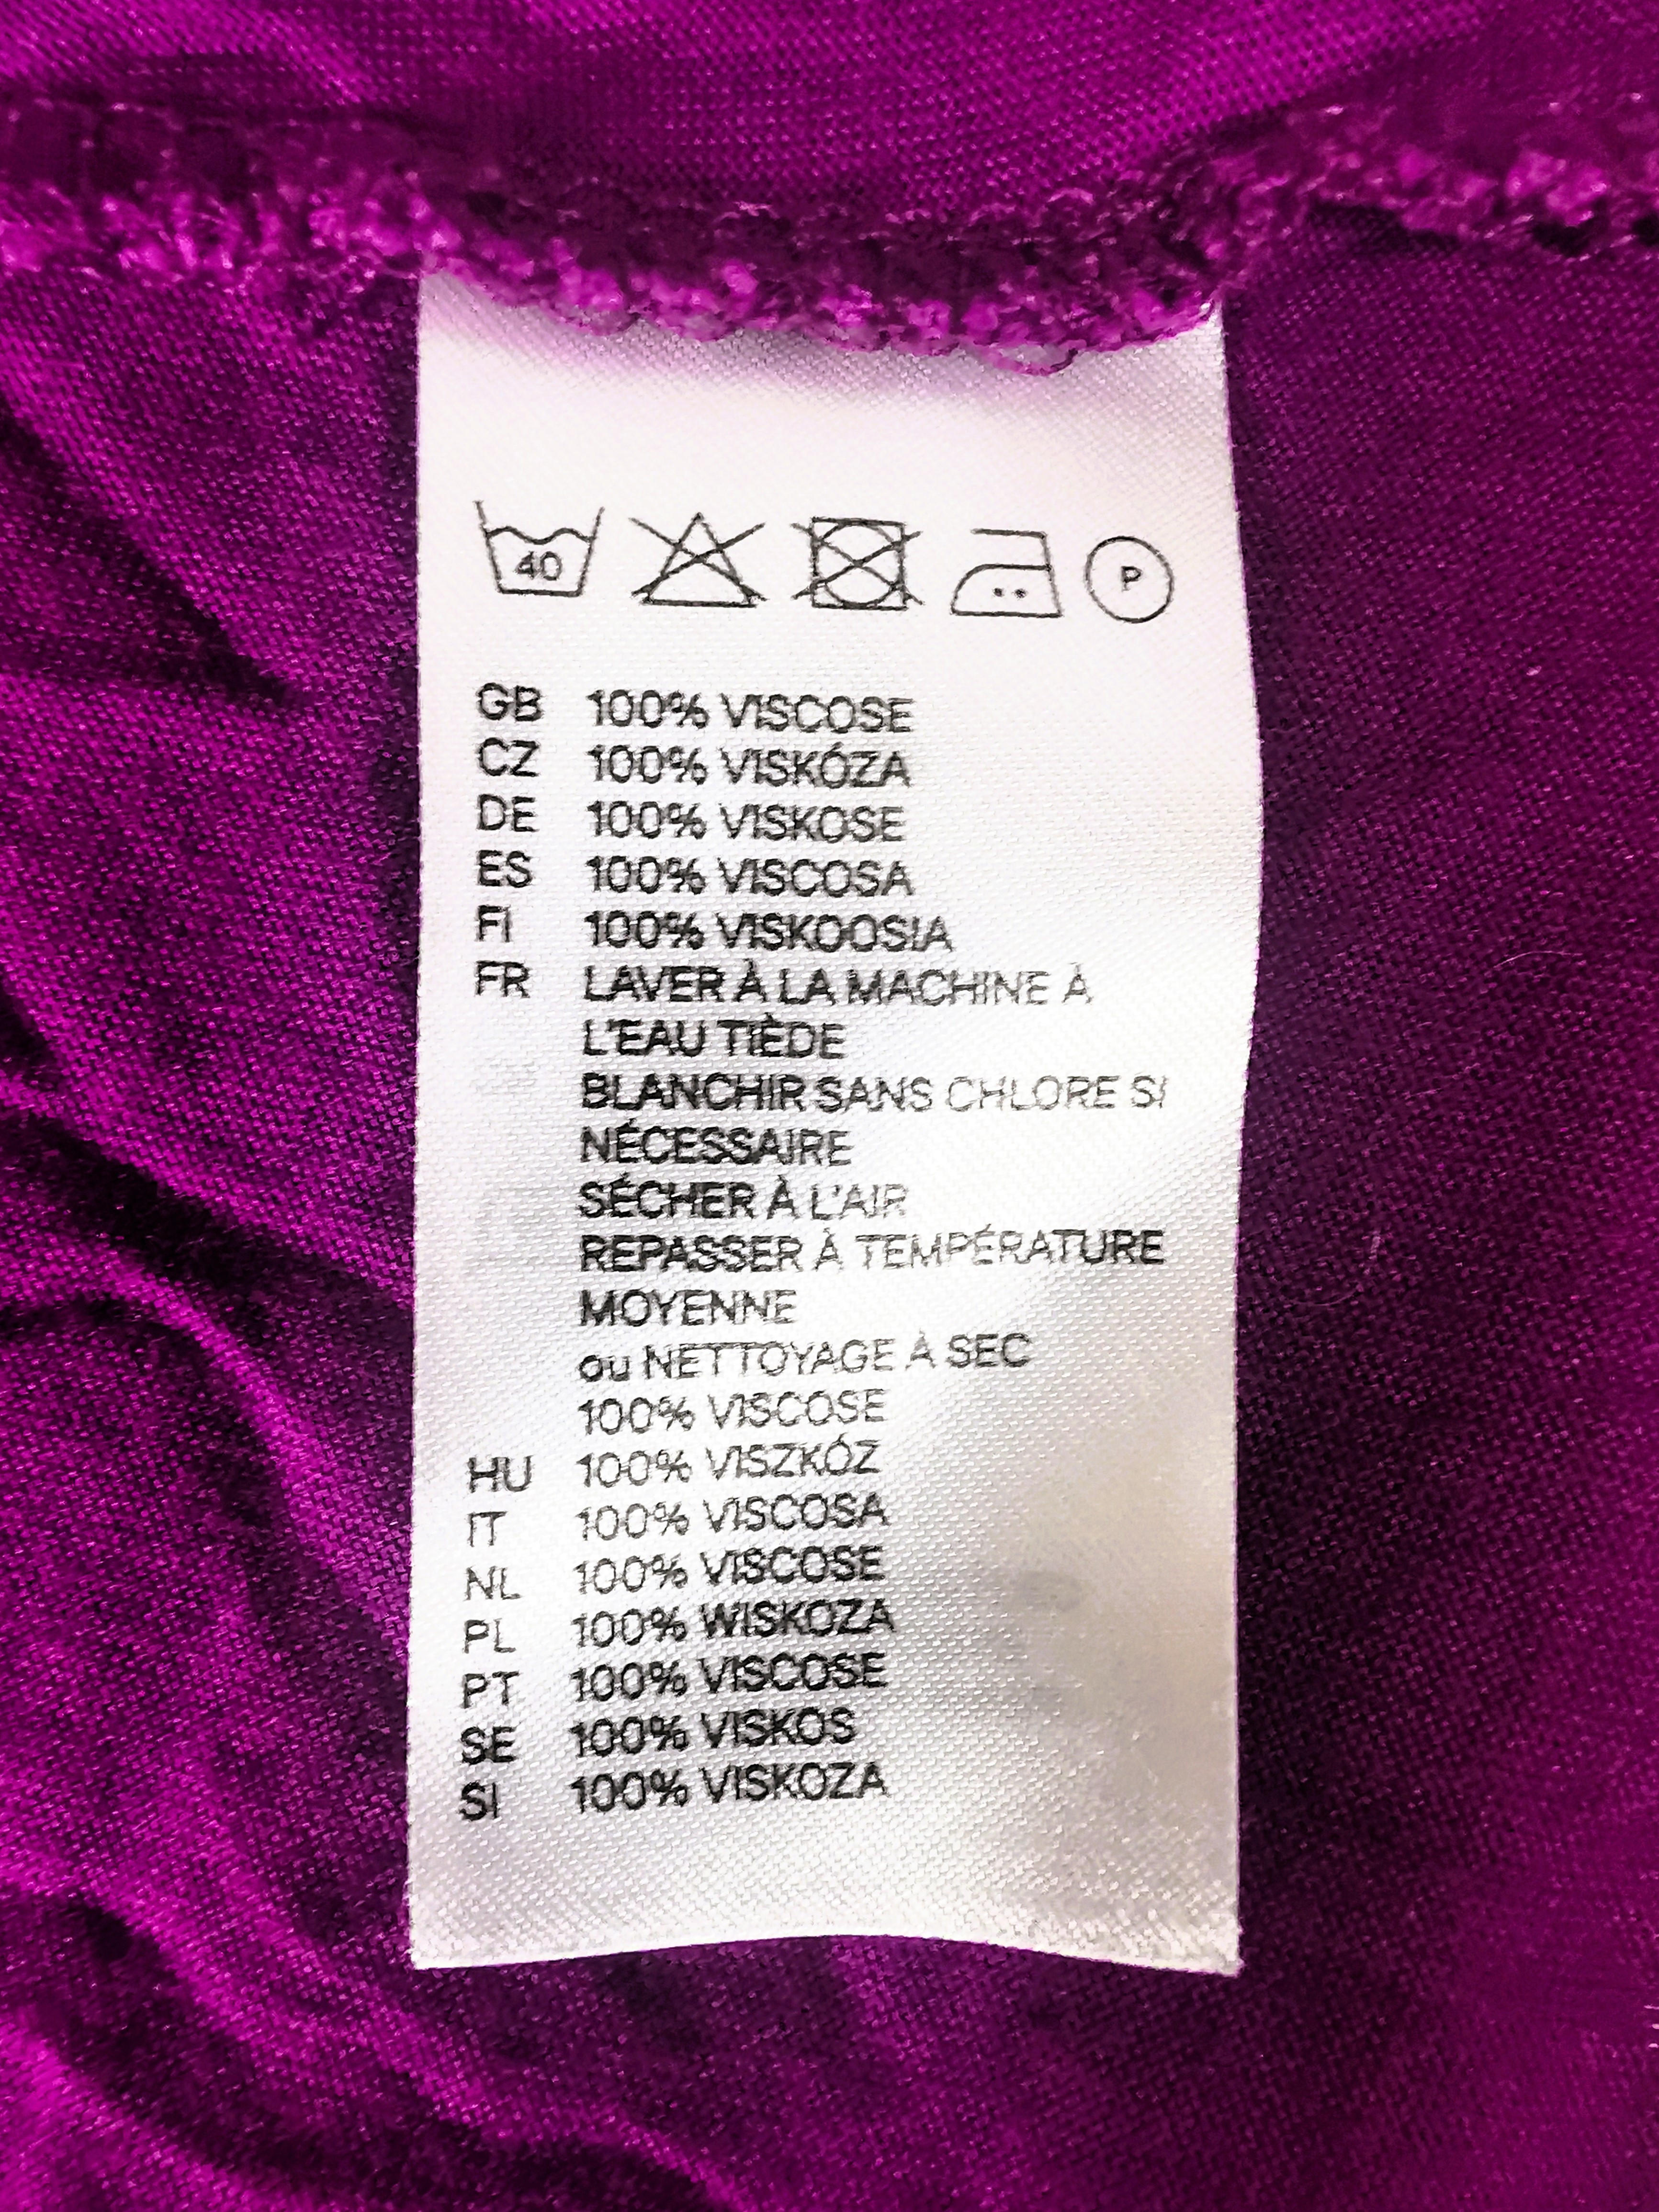 40 P
GB 100% VISCOSE
CZ 100% VISKÓZA
DE 100% VISKOSE
ES 100% VISCOSA
FI 100% VISKOOSIA
FR LAVER À LA MACHINE À
L'EAU TIÈDE
BLANCHIR SANS CHLORE SI
NÉCESSAIRE
SÉCHER À L'AIR
REPASSER À TEMPÉRATURE
MOYENNE
ou NETTOYAGE À SEC
100% VISCOSE
HU 100% VISZKÓZ
IT 100% VISCOSA
NL 100% VISCOSE
PL 100% WISKOZA
PT 100% VISCOSE
SE 100% VISKOS
SI 100% VISKOZA